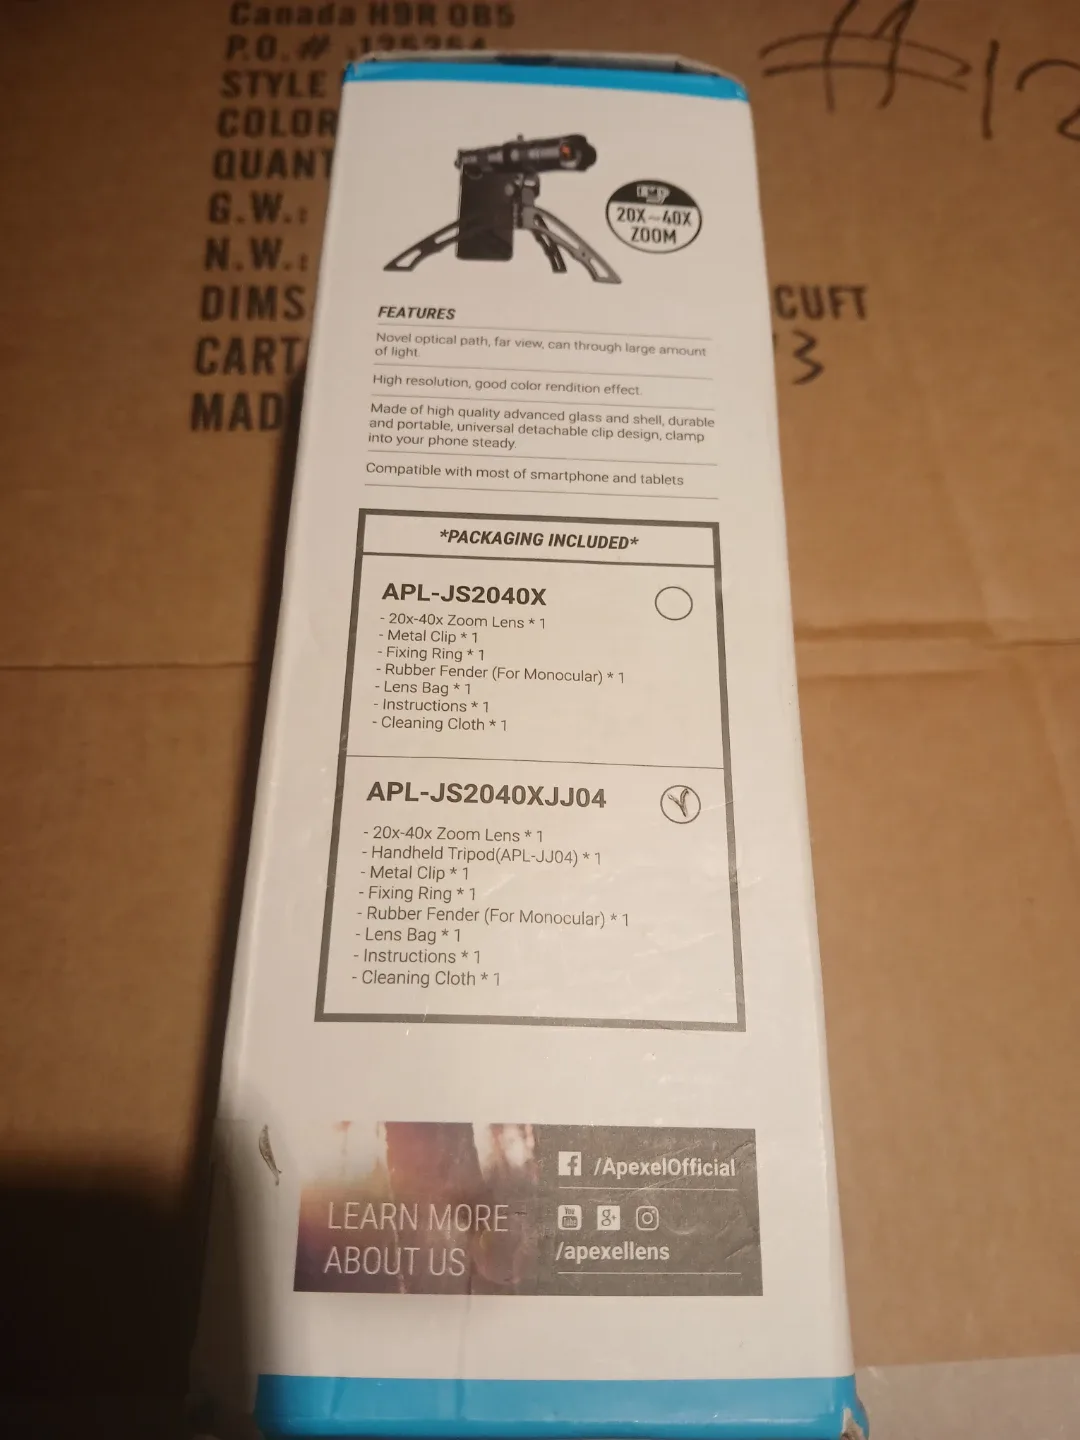 Canada H9R 0B5
P.O. #
STYLE
COLOR
QUANT
G.W.:
N.W.:
DIMS
CUFT
CART
3
MAD
#12
20X~40X
ZOOM
FEATURES
Novel optical path, far view, can through large amount
of light.
High resolution, good color rendition effect.
Made of high quality advanced glass and shell, durable
and portable, universal detachable clip design, clamp
into your phone steady.
Compatible with most of smartphone and tablets
*PACKAGING INCLUDED*
APL-JS2040X
- 20x-40x Zoom Lens * 1
- Metal Clip * 1
- Fixing Ring * 1
- Rubber Fender (For Monocular) * 1
- Lens Bag * 1
- Instructions * 1
- Cleaning Cloth * 1
APL-JS2040XJJ04
- 20x-40x Zoom Lens * 1
- Handheld Tripod(APL-JJ04) * 1
- Metal Clip * 1
- Fixing Ring * 1
- Rubber Fender (For Monocular) * 1
- Lens Bag * 1
- Instructions * 1
- Cleaning Cloth * 1
LEARN MORE
ABOUT US
f /ApexelOfficial
You Tube g+
/apexellens